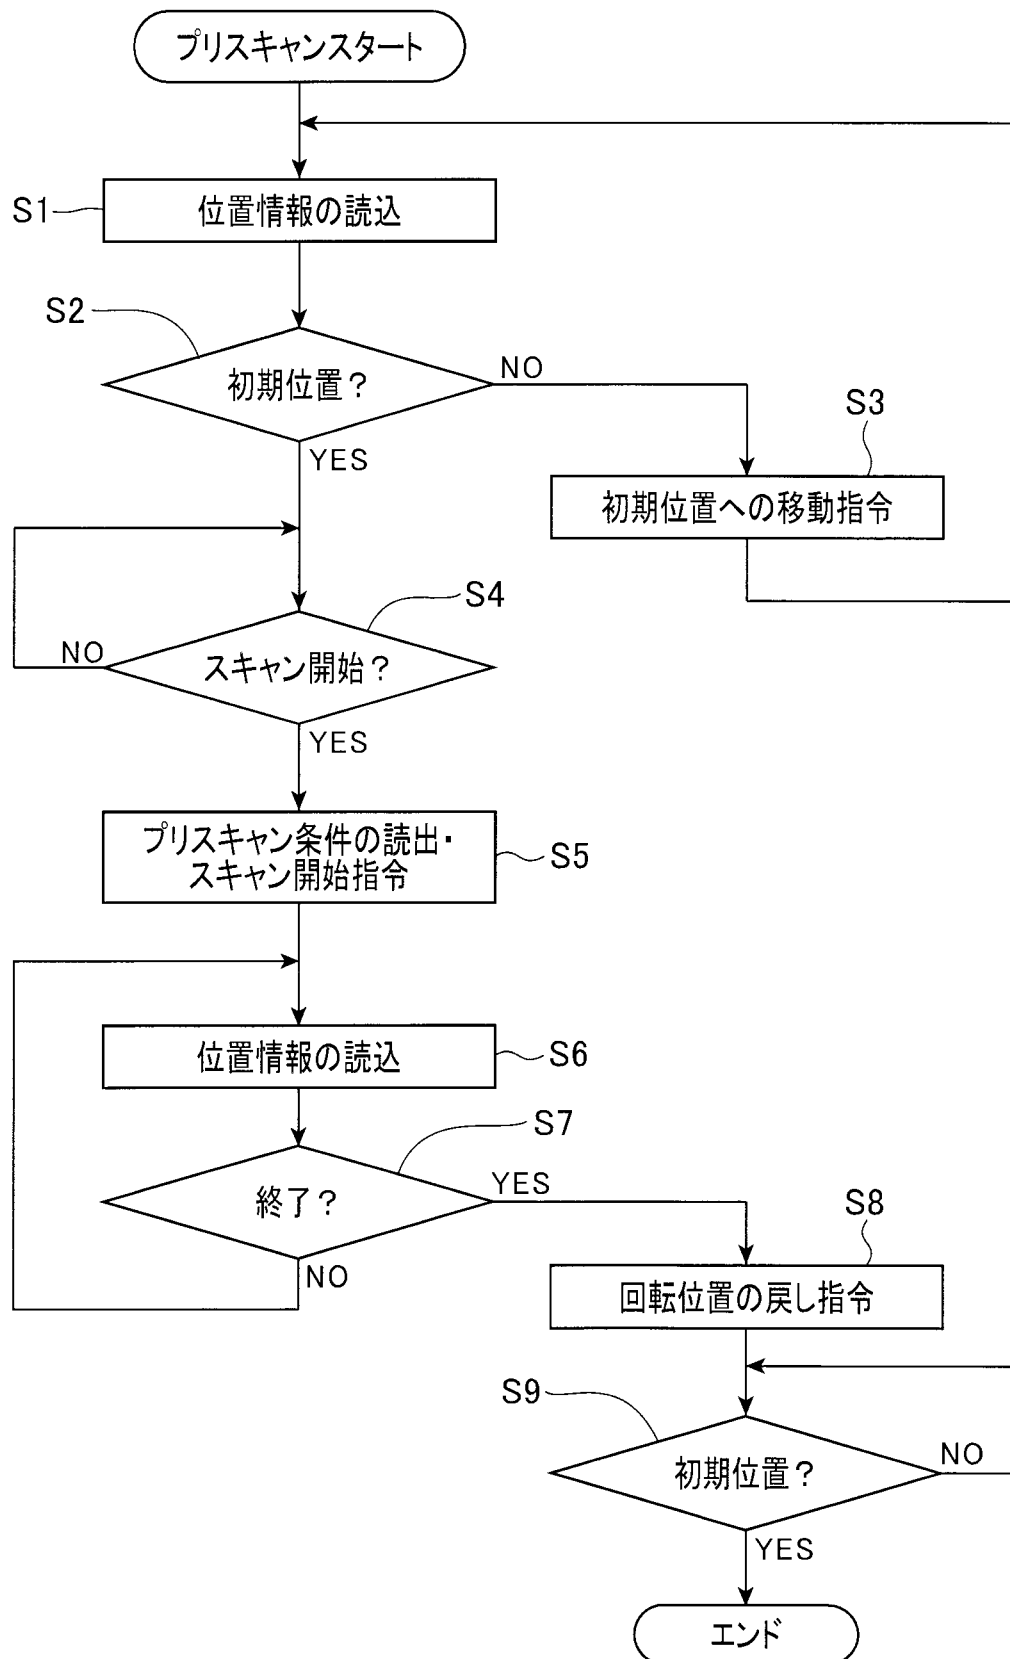 プリスキャンスタート
S1
位置情報の読込
S2
初期位置?
NO
YES
S3
初期位置への移動指令
S4
スキャン開始?
NO
YES
プリスキャン条件の読出・
スキャン開始指令
S5
位置情報の読込
S6
S7
終了?
YES
NO
S8
回転位置の戻し指令
S9
初期位置?
NO
YES
エンド